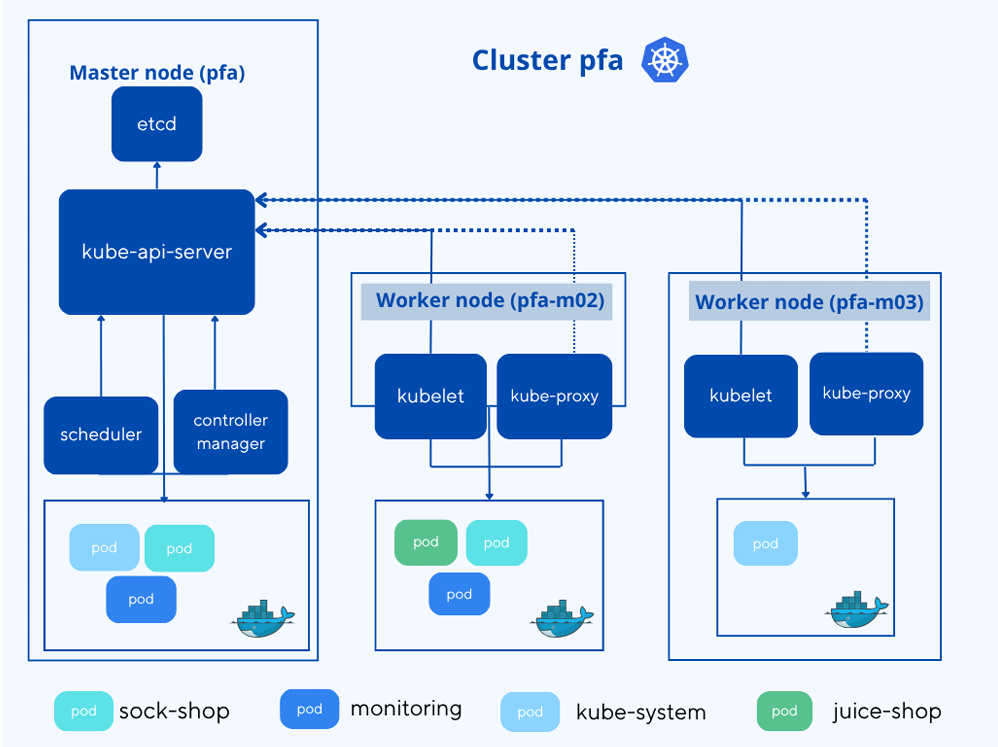 Cluster pfa
Master node (pfa)
etcd
kube-api-server
scheduler
controller
manager
pod
pod
pod
Worker node (pfa-m02)
kubelet
kube-proxy
pod
pod
pod
Worker node (pfa-m03)
kubelet
kube-proxy
pod
pod sock-shop
pod monitoring
pod kube-system
pod juice-shop